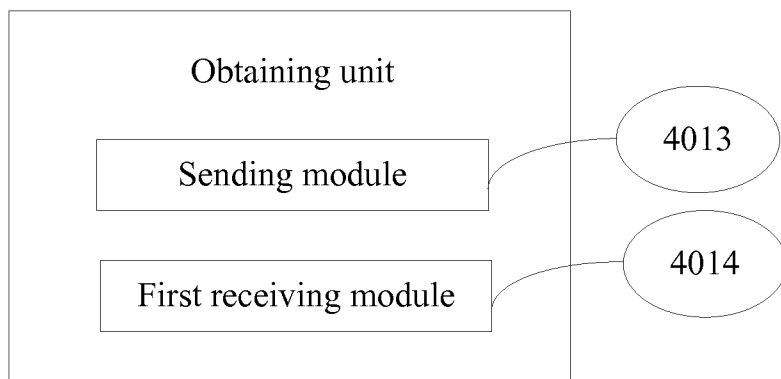 Obtaining unit
Sending module
4013
First receiving module
4014